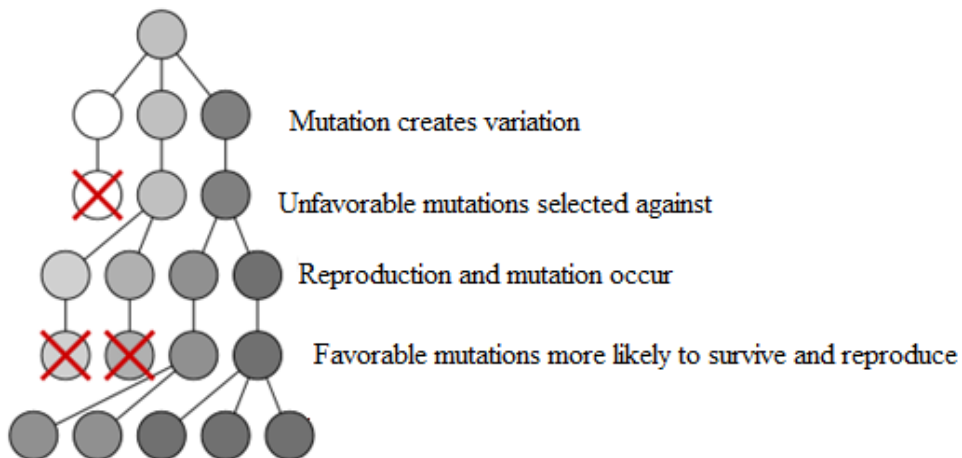 Mutation creates variation
Unfavorable mutations selected against
Reproduction and mutation occur
Favorable mutations more likely to survive and reproduce